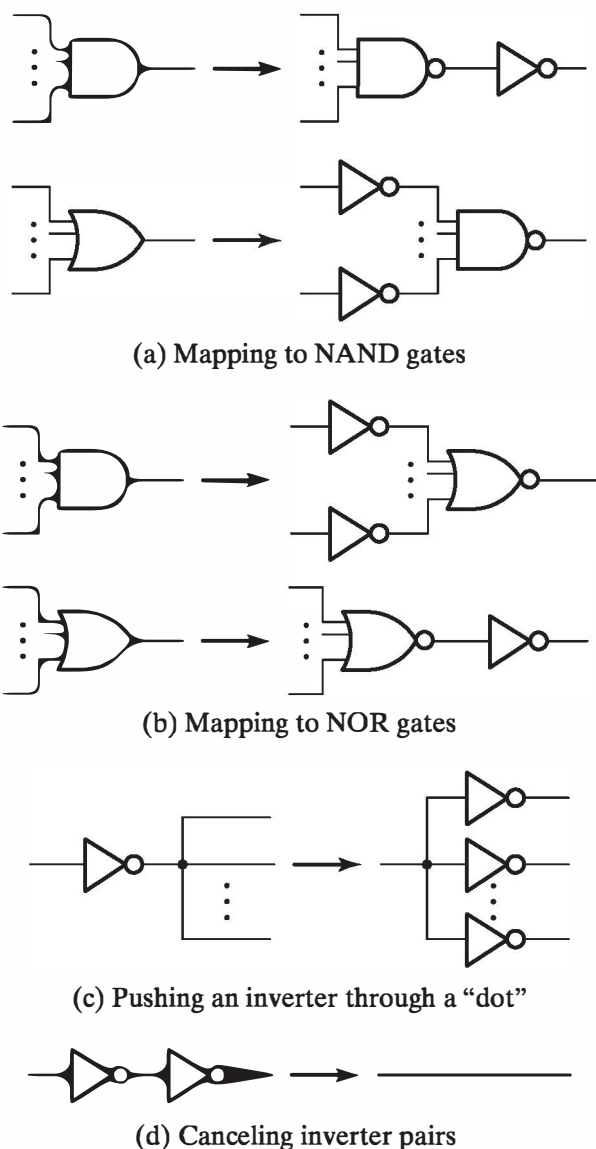 (a) Mapping to NAND gates
(b) Mapping to NOR gates
(c) Pushing an inverter through a “dot”
(d) Canceling inverter pairs